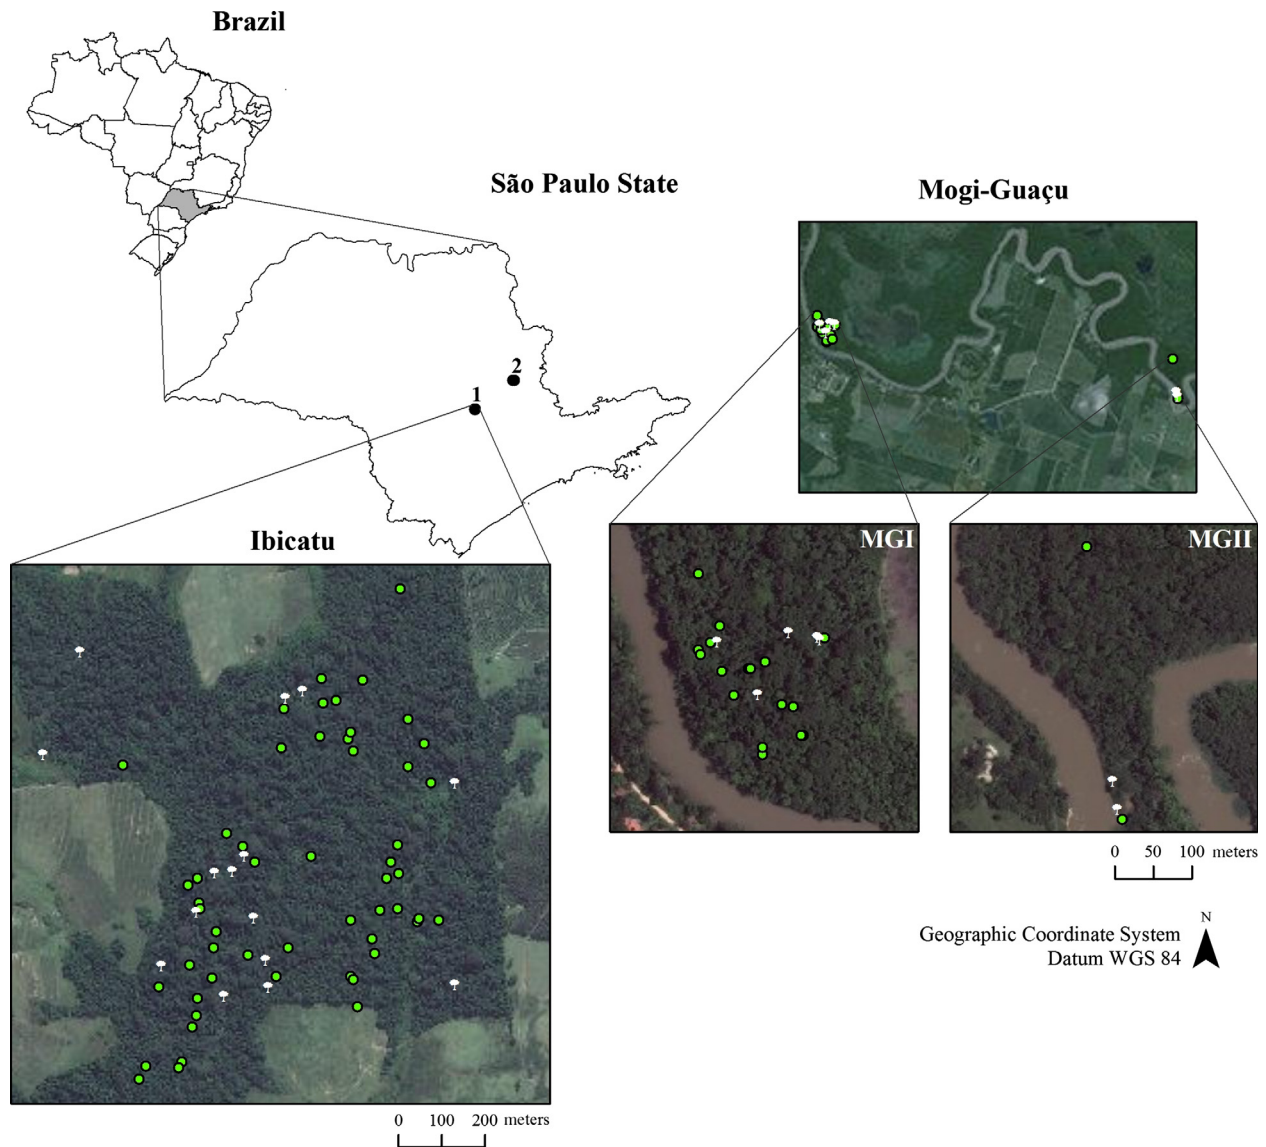 Brazil
São Paulo State
Mogi-Guaçu
2
1
Ibicatu
MGI
MGII
0 50 100 meters
Geographic Coordinate System
Datum WGS 84
N
0 100 200 meters